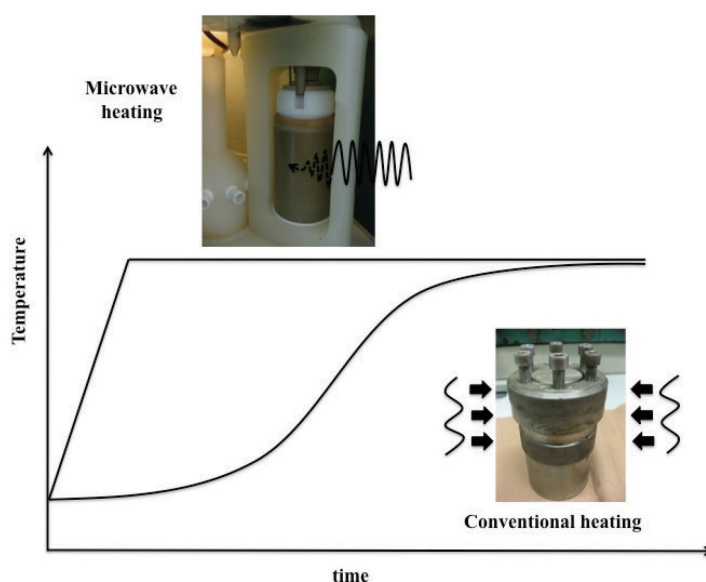 Microwave
heating
Temperature
Conventional heating
time